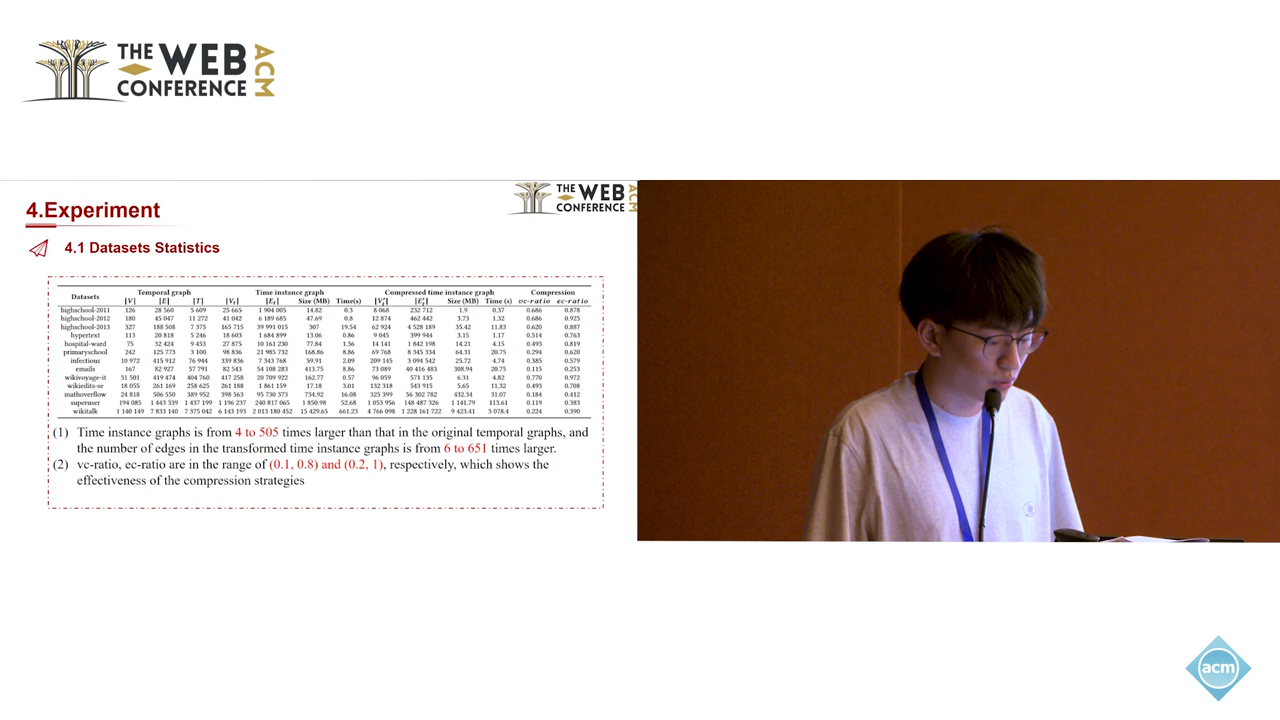 THE WEB CONFERENCE ACM
4.Experiment
THE WEB CONFERENCE ACM
4.1 Datasets Statistics
Datasets Temporal graph Time instance graph Compressed time instance graph Compression
|V| |E| |T| |Vₜ| |Eₜ| Size (MB) Time(s) Size (MB) Time (s) vc-ratio ec-ratio
highschool-2011 126 28 560 5 609 25 665 1 904 005 14.82 0.3 8 068 232 712 1.9 0.37 0.686 0.878
highschool-2012 180 45 047 11 272 41 042 6 189 685 47.69 0.8 12 874 462 442 3.73 1.32 0.686 0.925
highschool-2013 327 188 508 7 375 165 715 39 991 015 307 19.54 62 924 4 528 189 35.42 11.83 0.620 0.887
hypertext 113 20 818 5 246 18 603 1 684 899 13.06 0.86 9 045 399 944 3.15 1.17 0.514 0.763
hospital-ward 75 32 424 9 453 27 875 10 161 230 77.84 1.36 14 141 1 842 198 14.21 4.15 0.493 0.819
primaryschool 242 125 773 3 100 98 836 21 985 732 168.86 8.86 69 768 8 345 334 64.31 20.75 0.294 0.620
infectious 10 972 415 912 76 944 339 836 7 343 768 59.91 2.09 209 145 3 094 542 25.72 4.74 0.385 0.579
emails 167 82 927 57 791 82 543 54 108 283 413.75 8.86 73 089 40 416 483 308.94 20.75 0.115 0.253
wikivoyage-it 31 501 419 474 404 760 417 258 20 709 922 162.77 0.57 96 059 571 135 6.31 4.82 0.770 0.972
wikiedits-se 18 055 261 169 258 625 261 188 1 861 159 17.18 3.01 132 318 543 915 5.65 11.32 0.493 0.708
mathoverflow 24 818 506 550 389 952 398 563 95 730 373 734.92 16.08 325 399 56 302 782 432.34 31.07 0.184 0.412
superuser 194 085 1 443 339 1 437 199 1 196 237 240 817 065 1 850.98 52.68 1 053 956 148 487 326 1 141.79 113.61 0.119 0.383
wikitalk 1 140 149 7 833 140 7 375 042 6 143 193 2 013 180 452 15 429.65 661.23 4 766 098 1 228 161 722 9 423.41 3 078.4 0.224 0.390
(1) Time instance graphs is from 4 to 505 times larger than that in the original temporal graphs, and
the number of edges in the transformed time instance graphs is from 6 to 651 times larger.
(2) vc-ratio, ec-ratio are in the range of (0.1, 0.8) and (0.2, 1), respectively, which shows the
effectiveness of the compression strategies
acm